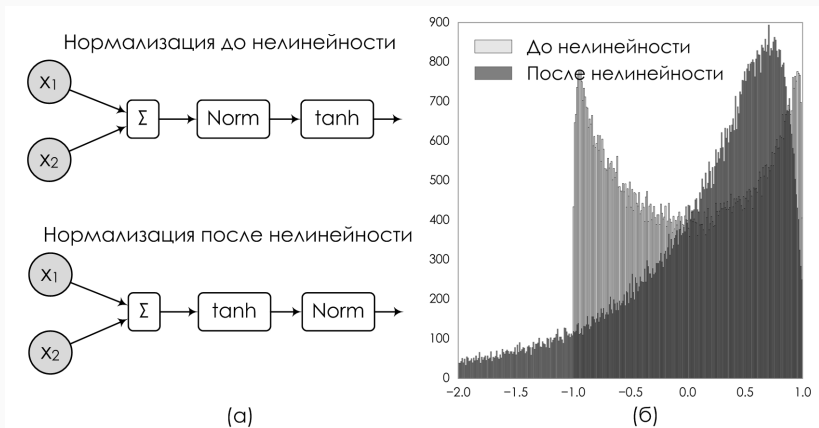 Нормализация до нелинейности
x1
x2
Σ
Norm
tanh
Нормализация после нелинейности
x1
x2
Σ
tanh
Norm
(а)
До нелинейности
После нелинейности
900
800
700
600
500
400
300
200
100
0
−2.0 −1.5 −1.0 −0.5 0.0 0.5 1.0
(б)